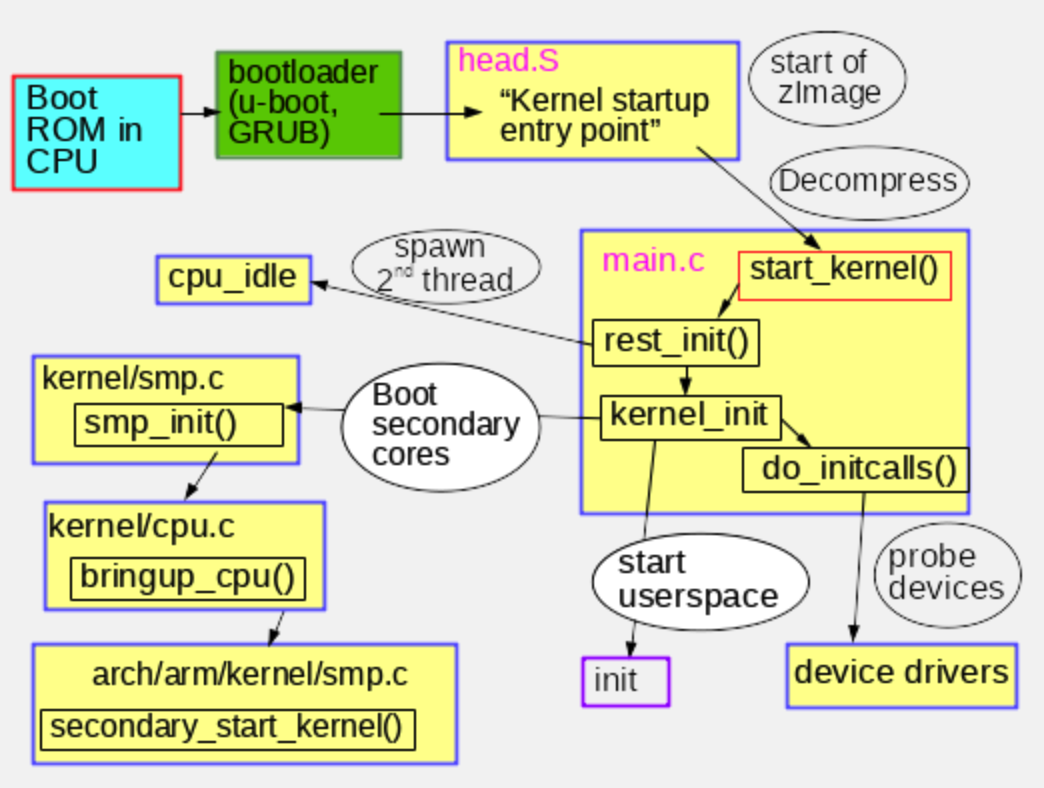 Boot
ROM in
CPU
bootloader
(u-boot,
GRUB)
head.S
“Kernel startup
entry point”
start of
zImage
Decompress
main.c
start_kernel()
rest_init()
kernel_init
do_initcalls()
spawn
2nd thread
cpu_idle
Boot
secondary
cores
kernel/smp.c
smp_init()
kernel/cpu.c
bringup_cpu()
arch/arm/kernel/smp.c
secondary_start_kernel()
start
userspace
init
probe
devices
device drivers